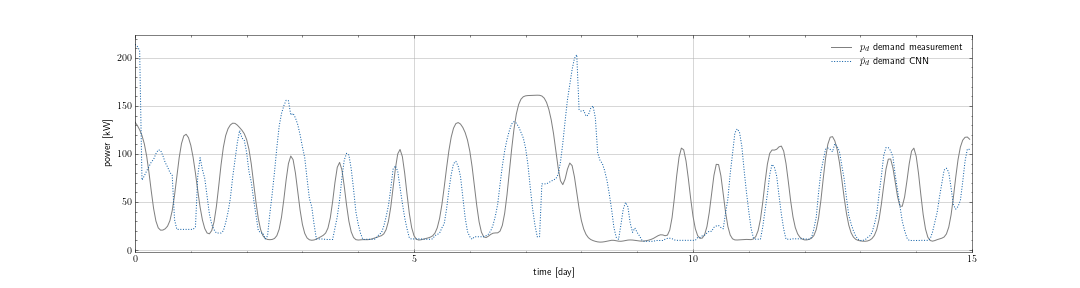 200
150
100
50
0
power [kW]
p_d demand measurement
p̂_d demand CNN
0 5 10 15
time [day]